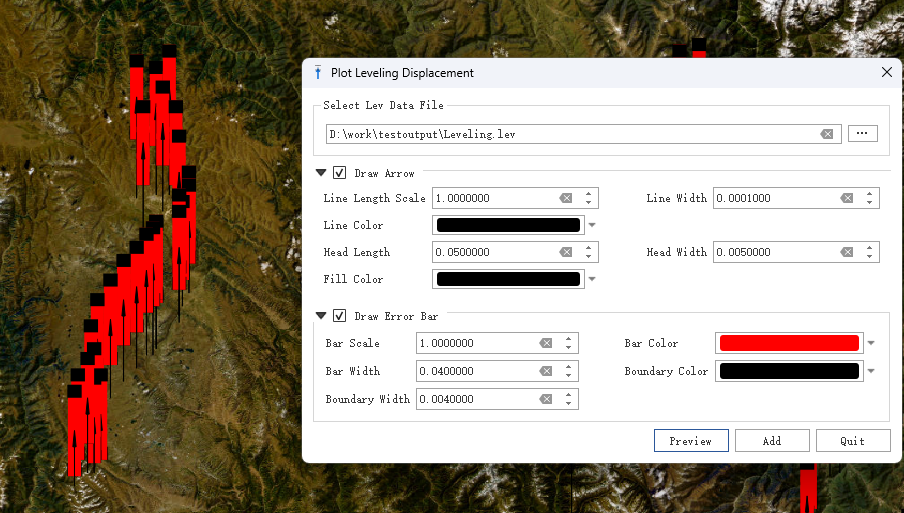 Plot Leveling Displacement
Select Lev Data File
D:\work\testoutput\Leveling.lev
...
Draw Arrow
Line Length Scale 1.0000000 Line Width 0.0001000
Line Color
Head Length 0.0500000 Head Width 0.0050000
Fill Color
Draw Error Bar
Bar Scale 1.0000000 Bar Color
Bar Width 0.0400000 Boundary Color
Boundary Width 0.0040000
Preview Add Quit